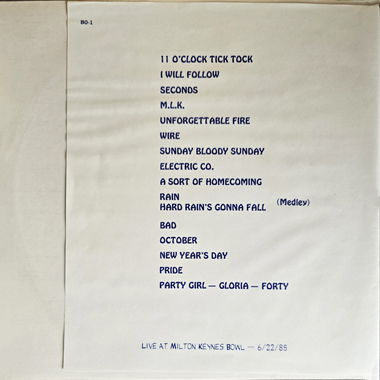 BO-1
11 O'CLOCK TICK TOCK
I WILL FOLLOW
SECONDS
M.L.K.
UNFORGETTABLE FIRE
WIRE
SUNDAY BLOODY SUNDAY
ELECTRIC CO.
A SORT OF HOMECOMING
RAIN
HARD RAIN'S GONNA FALL (Medley)
BAD
OCTOBER
NEW YEAR'S DAY
PRIDE
PARTY GIRL — GLORIA — FORTY
LIVE AT MILTON KEYNES BOWL — 6/22/85